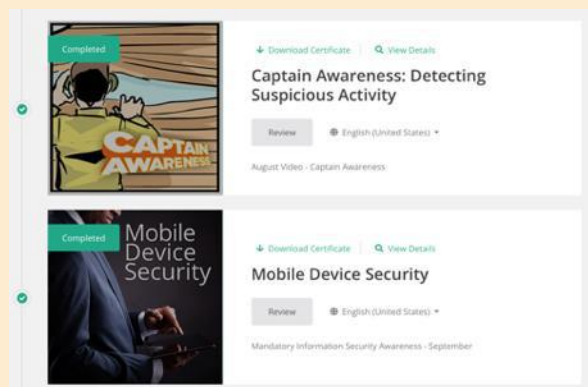 Completed
CAPTAIN
AWARENESS
Download Certificate View Details
Captain Awareness: Detecting
Suspicious Activity
Review English (United States)
August Video - Captain Awareness
Completed
Mobile
Device
Security
Download Certificate View Details
Mobile Device Security
Review English (United States)
Mandatory Information Security Awareness - September